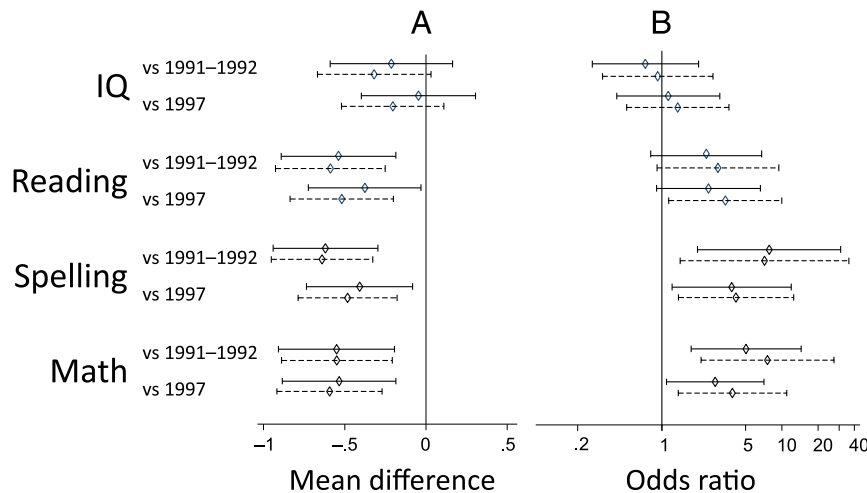 A B
IQ
vs 1991–1992
vs 1997
Reading
vs 1991–1992
vs 1997
Spelling
vs 1991–1992
vs 1997
Math
vs 1991–1992
vs 1997
–1 –.5 0 .5
.2 1 5 10 20 40
Mean difference
Odds ratio